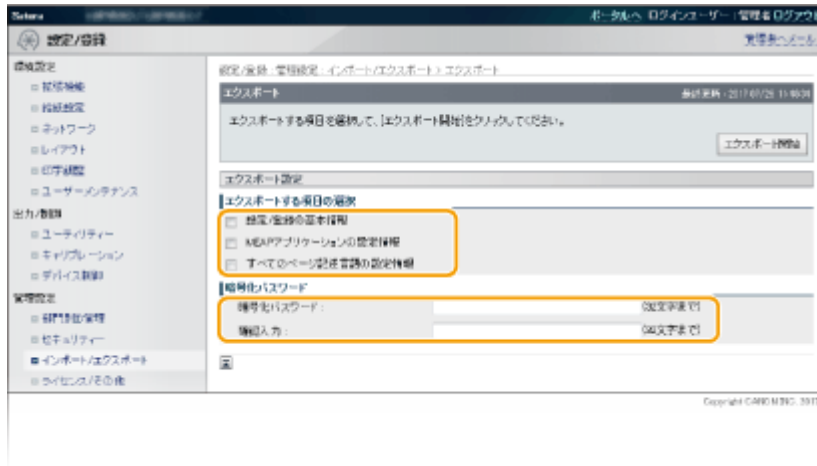 Satera
ポータルへ ログインユーザー: 管理者 ログアウト
設定/登録
管理者へメール
環境設定
拡張機能
給紙設定
ネットワーク
レイアウト
印字調整
ユーザーメンテナンス
出力/制御
ユーティリティー
キャリブレーション
デバイス制御
管理設定
部門別ID管理
セキュリティー
インポート/エクスポート
ライセンス/その他
設定/登録 : 管理設定 : インポート/エクスポート > エクスポート
エクスポート
最終更新 : 2017 07/25
エクスポートする項目を選択して、[エクスポート開始]をクリックしてください。
エクスポート開始
エクスポート設定
エクスポートする項目の選択
設定/登録の基本情報
MEAPアプリケーションの設定情報
すべてのページ記述言語の設定情報
暗号化パスワード
暗号化パスワード :
(32文字まで)
確認入力 :
(32文字まで)
Copyright CANON INC. 2017